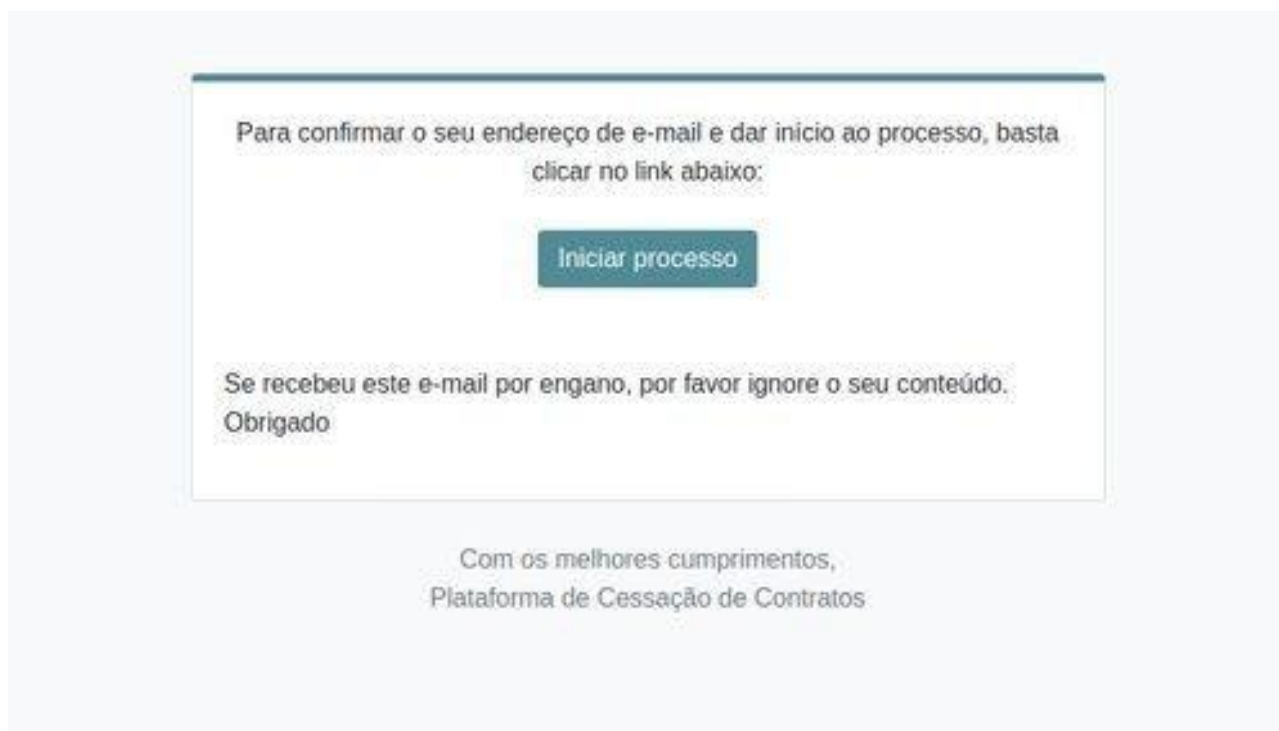 Para confirmar o seu endereço de e-mail e dar início ao processo, basta
clicar no link abaixo:
Iniciar processo
Se recebeu este e-mail por engano, por favor ignore o seu conteúdo.
Obrigado
Com os melhores cumprimentos,
Plataforma de Cessação de Contratos